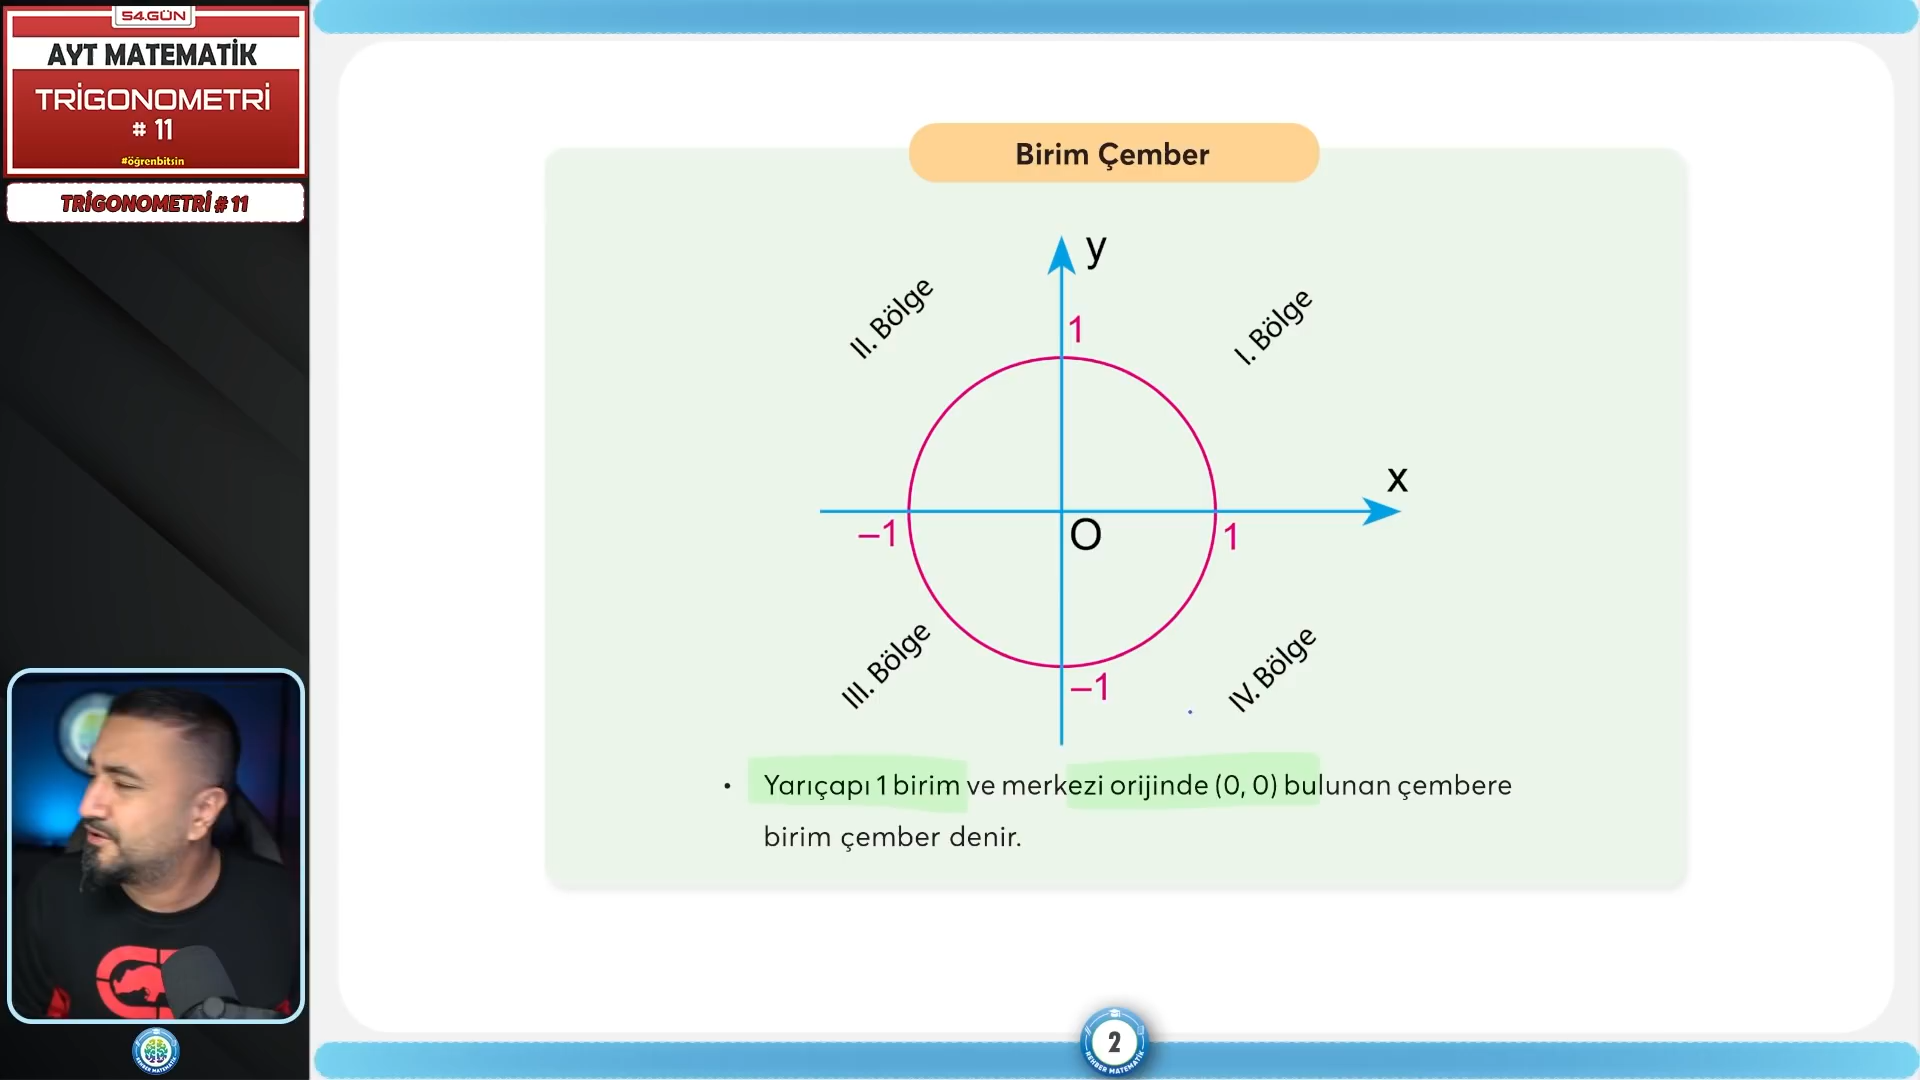 54.GÜN
AYT MATEMATİK
TRİGONOMETRİ
# 11
#öğrenbitsin
TRİGONOMETRİ # 11
Birim Çember
y
II. Bölge
I. Bölge
1
x
–1
O
1
III. Bölge
IV. Bölge
–1
• Yarıçapı 1 birim ve merkezi orijinde (0, 0) bulunan çembere
birim çember denir.
2
REHBER MATEMATİK